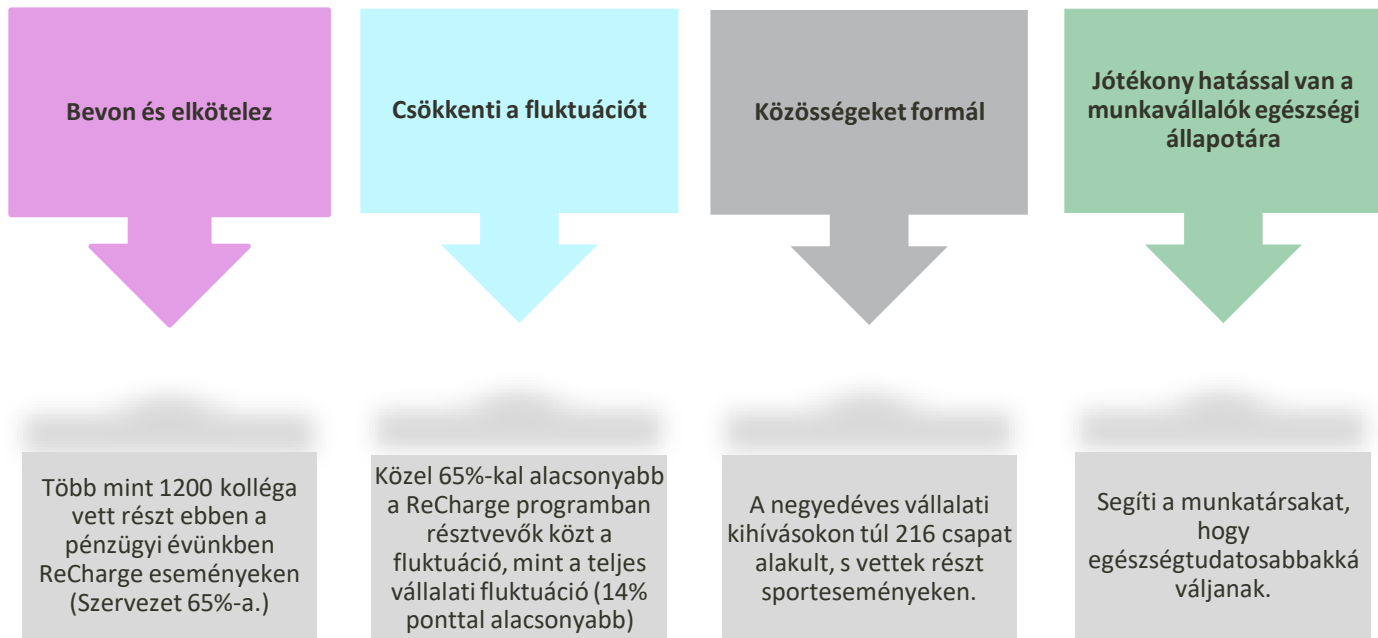 Bevon és elkötelez
Csökkenti a fluktuációt
Közösségeket formál
Jótékony hatással van a
munkavállalók egészségi
állapotára
Több mint 1200 kolléga
vett részt ebben a
pénzügyi évünkben
ReCharge eseményeken
(Szervezet 65%-a.)
Közel 65%-kal alacsonyabb
a ReCharge programban
résztvevők közt a
fluktuáció, mint a teljes
vállalati fluktuáció (14%
ponttal alacsonyabb)
A negyedéves vállalati
kihívásokon túl 216 csapat
alakult, s vettek részt
sporteseményeken.
Segíti a munkatársakat,
hogy
egészségtudatosabbakká
váljanak.